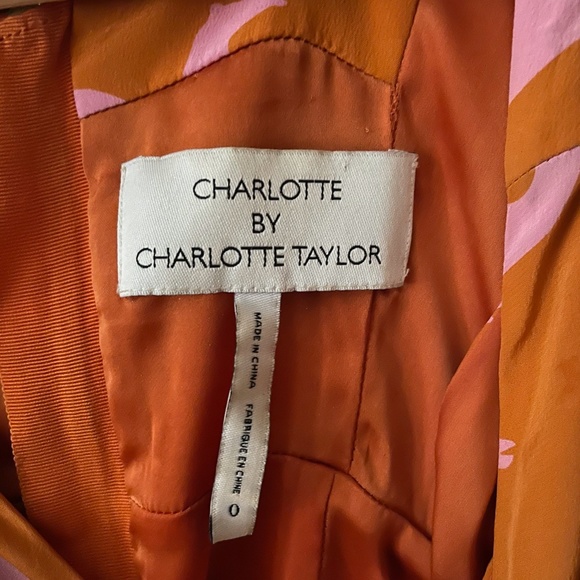 CHARLOTTE
BY
CHARLOTTE TAYLOR
MADE IN CHINA
FABRIQUE EN CHINE
0